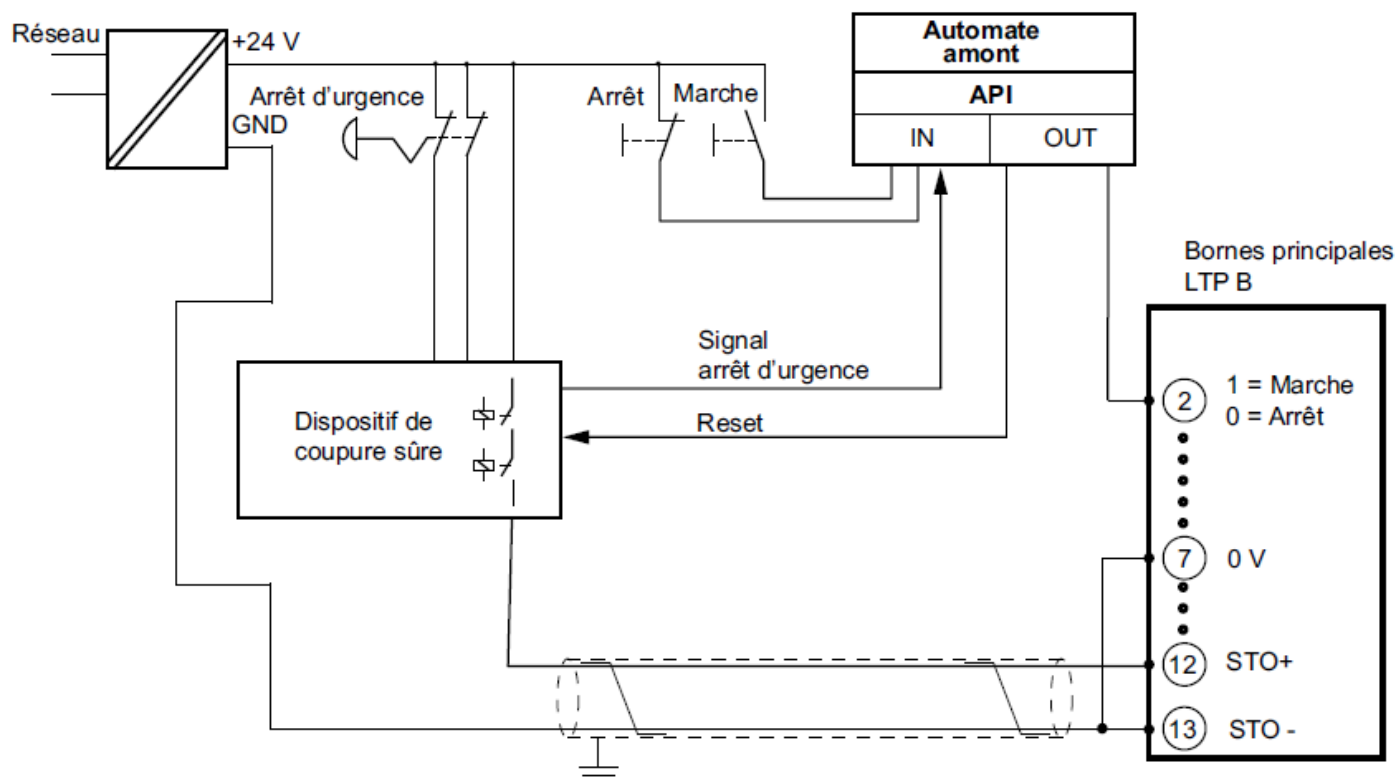 Réseau
+24 V
GND
Arrêt d'urgence
Arrêt
Marche
Automate
amont
API
IN
OUT
Bornes principales
LTP B
Signal
arrêt d'urgence
Reset
Dispositif de
coupure sûre
2
1 = Marche
0 = Arrêt
7
0 V
12
STO+
13
STO -